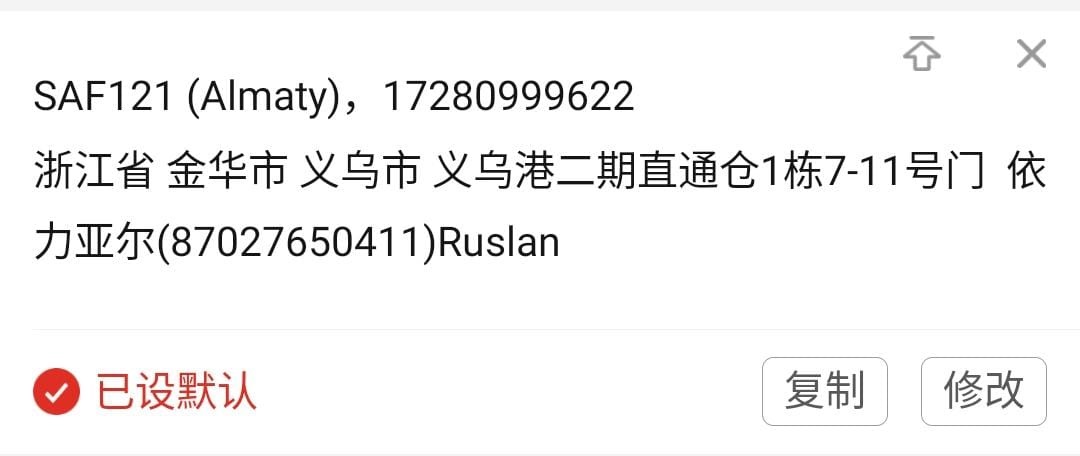 SAF121 (Almaty)，17280999622
浙江省 金华市 义乌市 义乌港二期直通仓1栋7-11号门  依
力亚尔(87027650411)Ruslan
已设默认
复制
修改